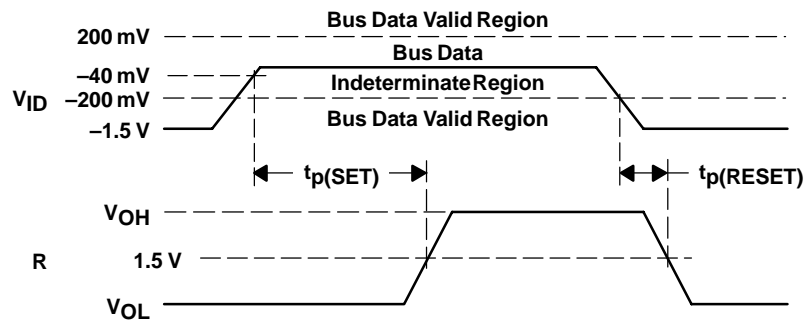 Bus Data Valid Region
200 mV
Bus Data
–40 mV
Indeterminate Region
VID
–200 mV
Bus Data Valid Region
–1.5 V
tp(SET)
tp(RESET)
VOH
R
1.5 V
VOL